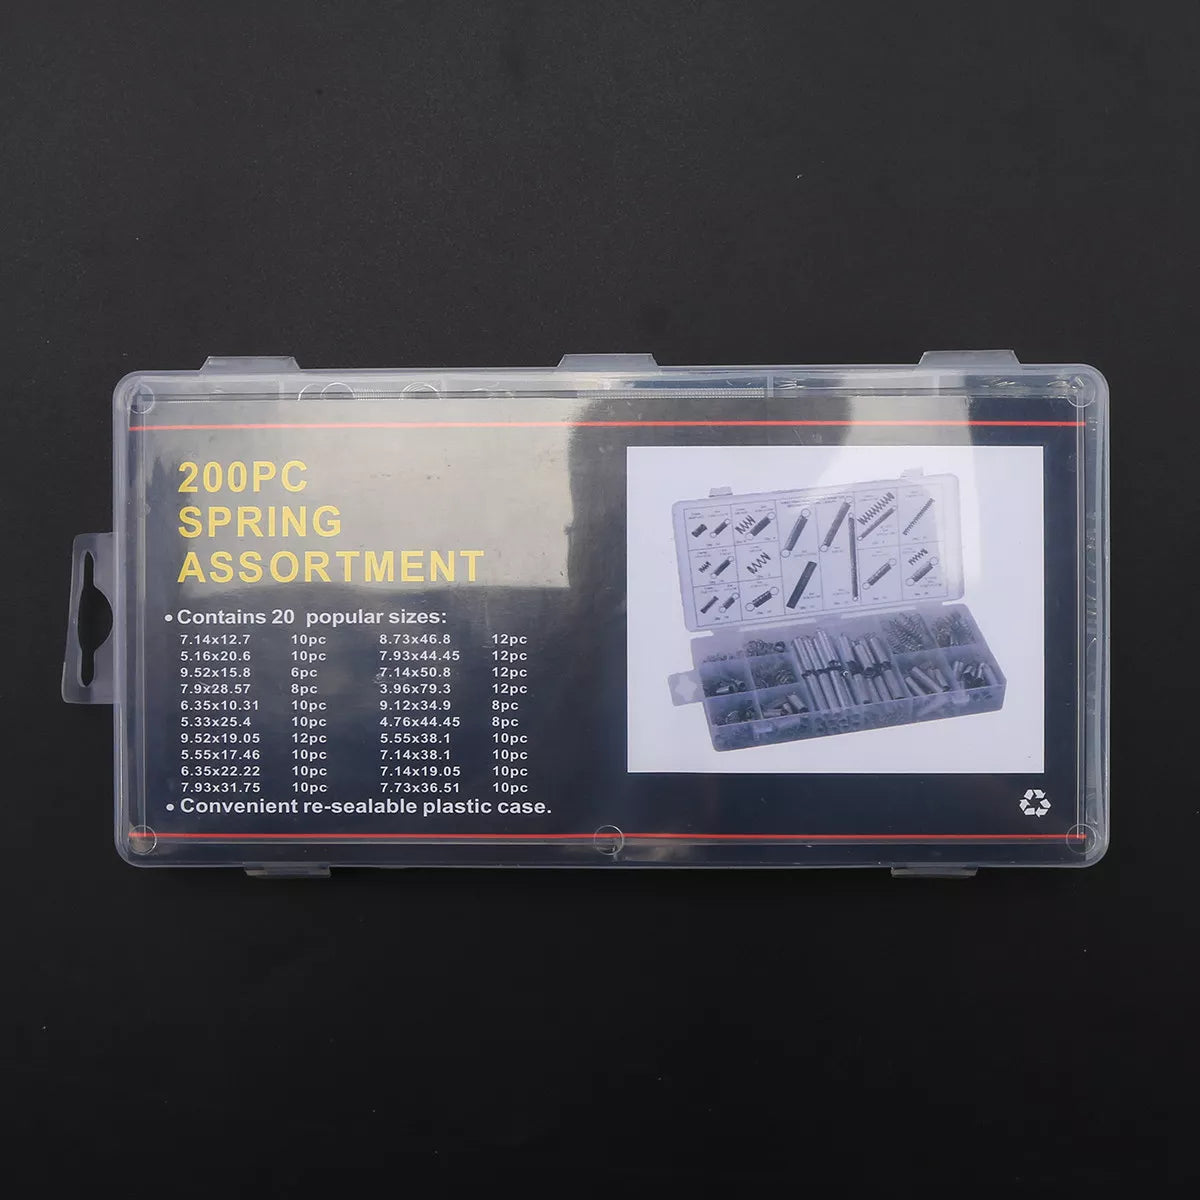 200PC
SPRING
ASSORTMENT
• Contains 20 popular sizes:
7.14x12.7 10pc 8.73x46.8 12pc
5.16x20.6 10pc 7.93x44.45 12pc
9.52x15.8 6pc 7.14x50.8 12pc
7.9x28.57 8pc 3.96x79.3 12pc
6.35x10.31 10pc 9.12x34.9 8pc
5.33x25.4 10pc 4.76x44.45 8pc
9.52x19.05 12pc 5.55x38.1 10pc
5.55x17.46 10pc 7.14x38.1 10pc
6.35x22.22 10pc 7.14x19.05 10pc
7.93x31.75 10pc 7.73x36.51 10pc
• Convenient re-sealable plastic case.